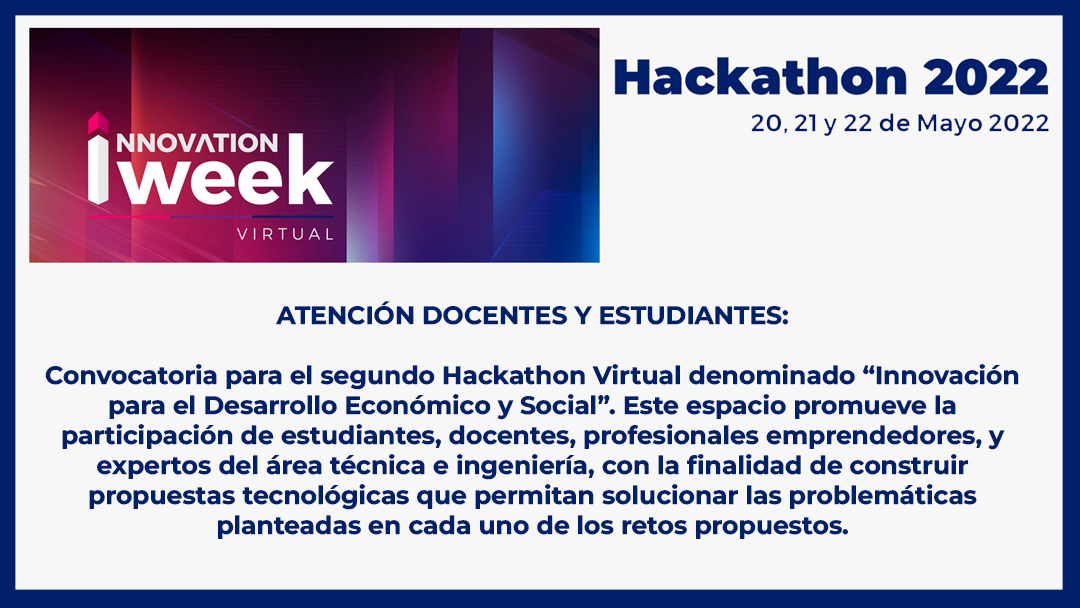 INNOVATION
week
VIRTUAL
Hackathon 2022
20, 21 y 22 de Mayo 2022
ATENCIÓN DOCENTES Y ESTUDIANTES:
Convocatoria para el segundo Hackathon Virtual denominado “Innovación
para el Desarrollo Económico y Social”. Este espacio promueve la
participación de estudiantes, docentes, profesionales emprendedores, y
expertos del área técnica e ingeniería, con la finalidad de construir
propuestas tecnológicas que permitan solucionar las problemáticas
planteadas en cada uno de los retos propuestos.